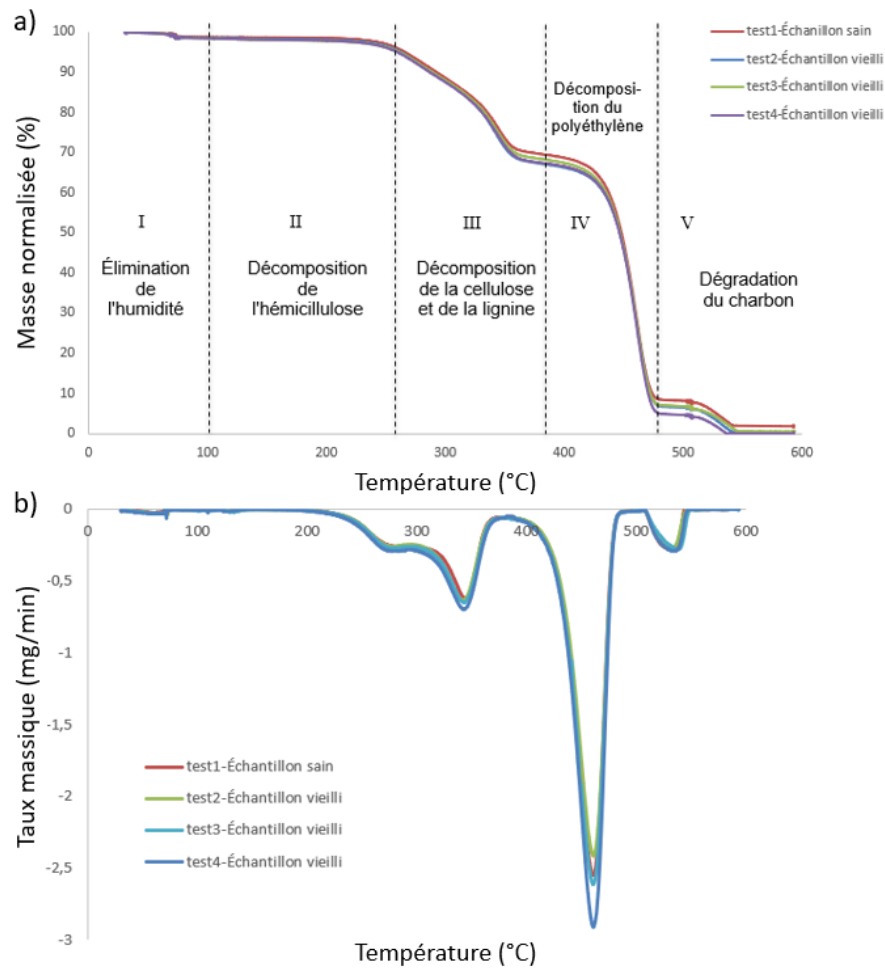 a)
Masse normalisée (%)
100
90
80
70
60
50
40
30
20
10
0
0 100 200 300 400 500 600
Température (°C)
test1-Échanillon sain
test2-Échantillon vieilli
test3-Échantillon vieilli
test4-Échantillon vieilli
I
Élimination
de
l'humidité
II
Décomposition
de
l'hémicillulose
III
Décomposition
de la cellulose
et de la lignine
Décomposi-
tion du
polyéthylène
IV
V
Dégradation
du charbon
b)
Taux massique (mg/min)
0
-0,5
-1
-1,5
-2
-2,5
-3
0 100 200 300 400 500 600
test1-Échantillon sain
test2-Échantillon vieilli
test3-Échantillon vieilli
test4-Échantillon vieilli
Température (°C)